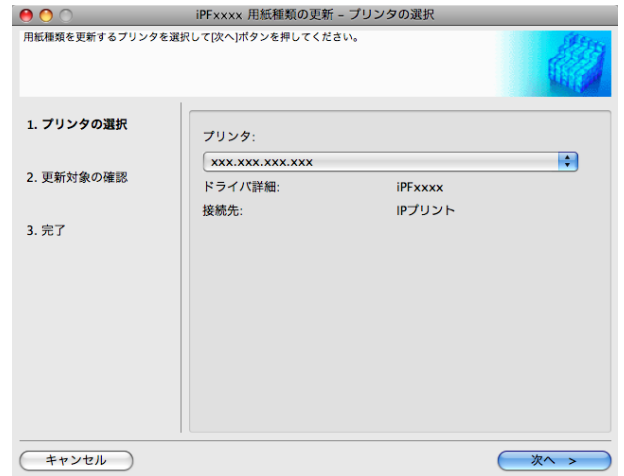 iPFxxxx 用紙種類の更新 – プリンタの選択
用紙種類を更新するプリンタを選択して[次へ]ボタンを押してください。
1. プリンタの選択
2. 更新対象の確認
3. 完了
プリンタ:
xxx.xxx.xxx.xxx
ドライバ詳細: iPFxxxx
接続先: IPプリント
キャンセル
次へ >